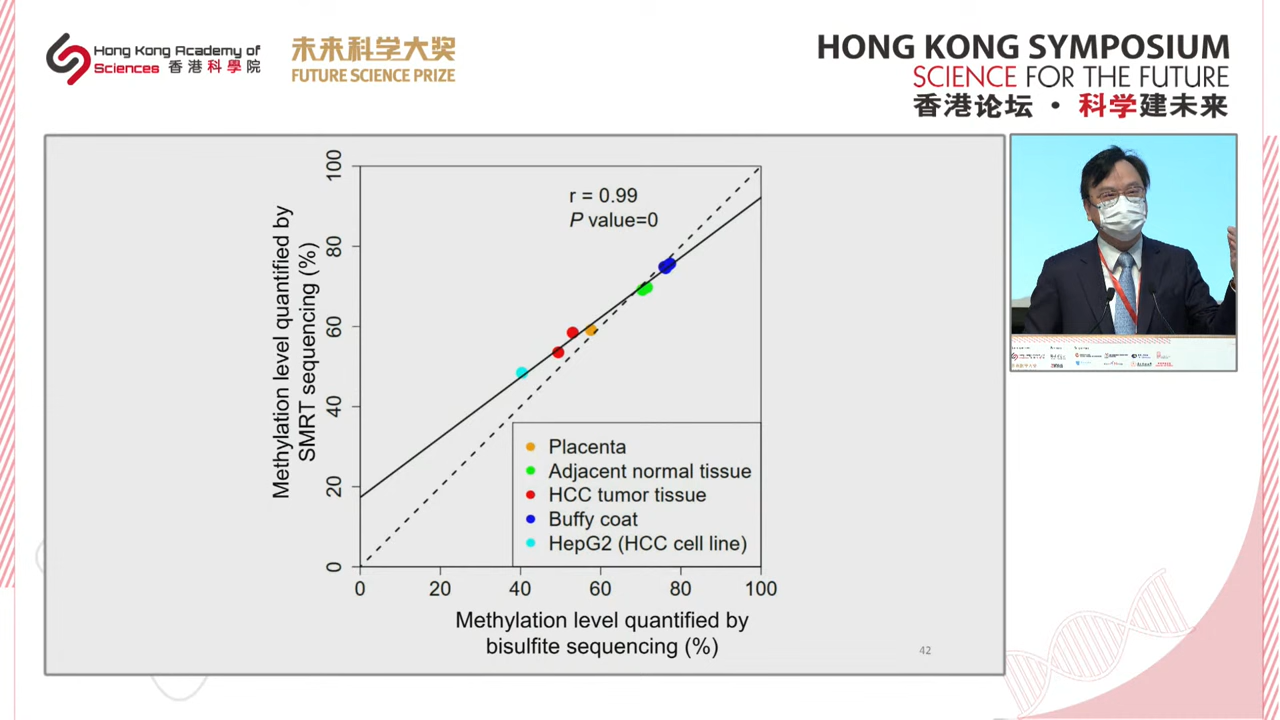 Hong Kong Academy of
Sciences 香港科學院
未来科学大奖
FUTURE SCIENCE PRIZE
HONG KONG SYMPOSIUM
SCIENCE FOR THE FUTURE
香港论坛 · 科学建未来
Methylation level quantified by
SMRT sequencing (%)
100
80
60
40
20
0
r = 0.99
P value=0
Placenta
Adjacent normal tissue
HCC tumor tissue
Buffy coat
HepG2 (HCC cell line)
0 20 40 60 80 100
Methylation level quantified by
bisulfite sequencing (%)
42